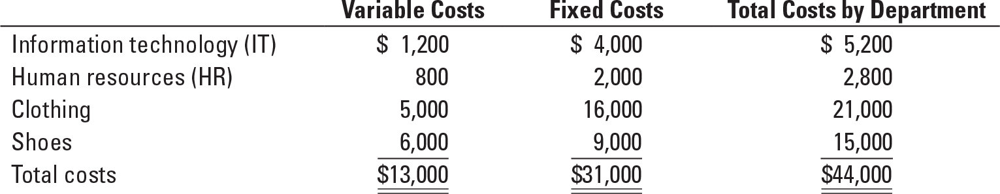 Variable Costs Fixed Costs Total Costs by Department
Information technology (IT) $ 1,200 $ 4,000 $ 5,200
Human resources (HR) 800 2,000 2,800
Clothing 5,000 16,000 21,000
Shoes 6,000 9,000 15,000
Total costs $13,000 $31,000 $44,000